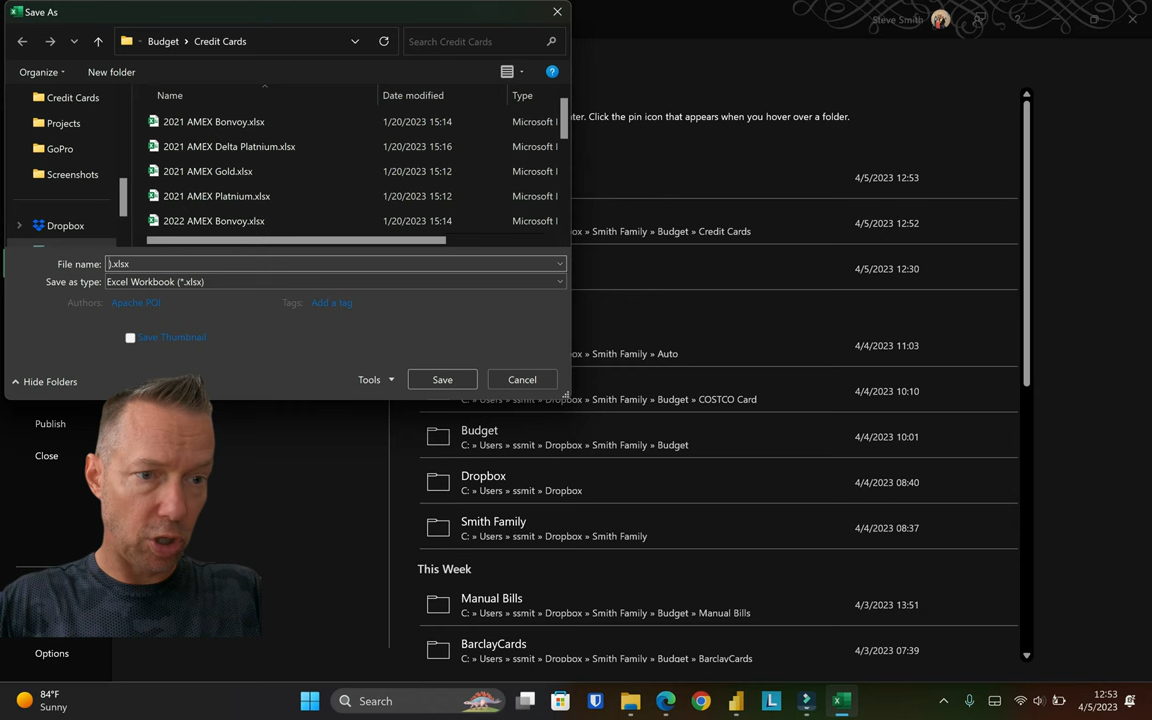 Save As
Steve Smith
Budget > Credit Cards
Search Credit Cards
Organize
New folder
Name
Date modified
Type
Credit Cards
Projects
GoPro
Screenshots
Dropbox
2021 AMEX Bonvoy.xlsx 1/20/2023 15:14 Microsoft
2021 AMEX Delta Platnium.xlsx 1/20/2023 15:16 Microsoft
2021 AMEX Gold.xlsx 1/20/2023 15:12 Microsoft
2021 AMEX Platnium.xlsx 1/20/2023 15:12 Microsoft
2022 AMEX Bonvoy.xlsx 1/20/2023 15:14 Microsoft
File name: ).xlsx
Save as type: Excel Workbook (*.xlsx)
Authors: Apache POI Tags: Add a tag
Save Thumbnail
Hide Folders
Tools
Save
Cancel
Publish
Close
Options
Click the pin icon that appears when you hover over a folder.
4/5/2023 12:53
» Smith Family » Budget » Credit Cards 4/5/2023 12:52
4/5/2023 12:30
» Smith Family » Auto 4/4/2023 11:03
» Smith Family » Budget » COSTCO Card 4/4/2023 10:10
Budget
C: » Users » ssmit » Dropbox » Smith Family » Budget 4/4/2023 10:01
Dropbox
C: » Users » ssmit » Dropbox 4/4/2023 08:40
Smith Family
C: » Users » ssmit » Dropbox » Smith Family 4/4/2023 08:37
This Week
Manual Bills
C: » Users » ssmit » Dropbox » Smith Family » Budget » Manual Bills 4/3/2023 13:51
BarclayCards
C: » Users » ssmit » Dropbox » Smith Family » Budget » BarclayCards 4/3/2023 07:39
84°F
Sunny
Search
12:53
4/5/2023